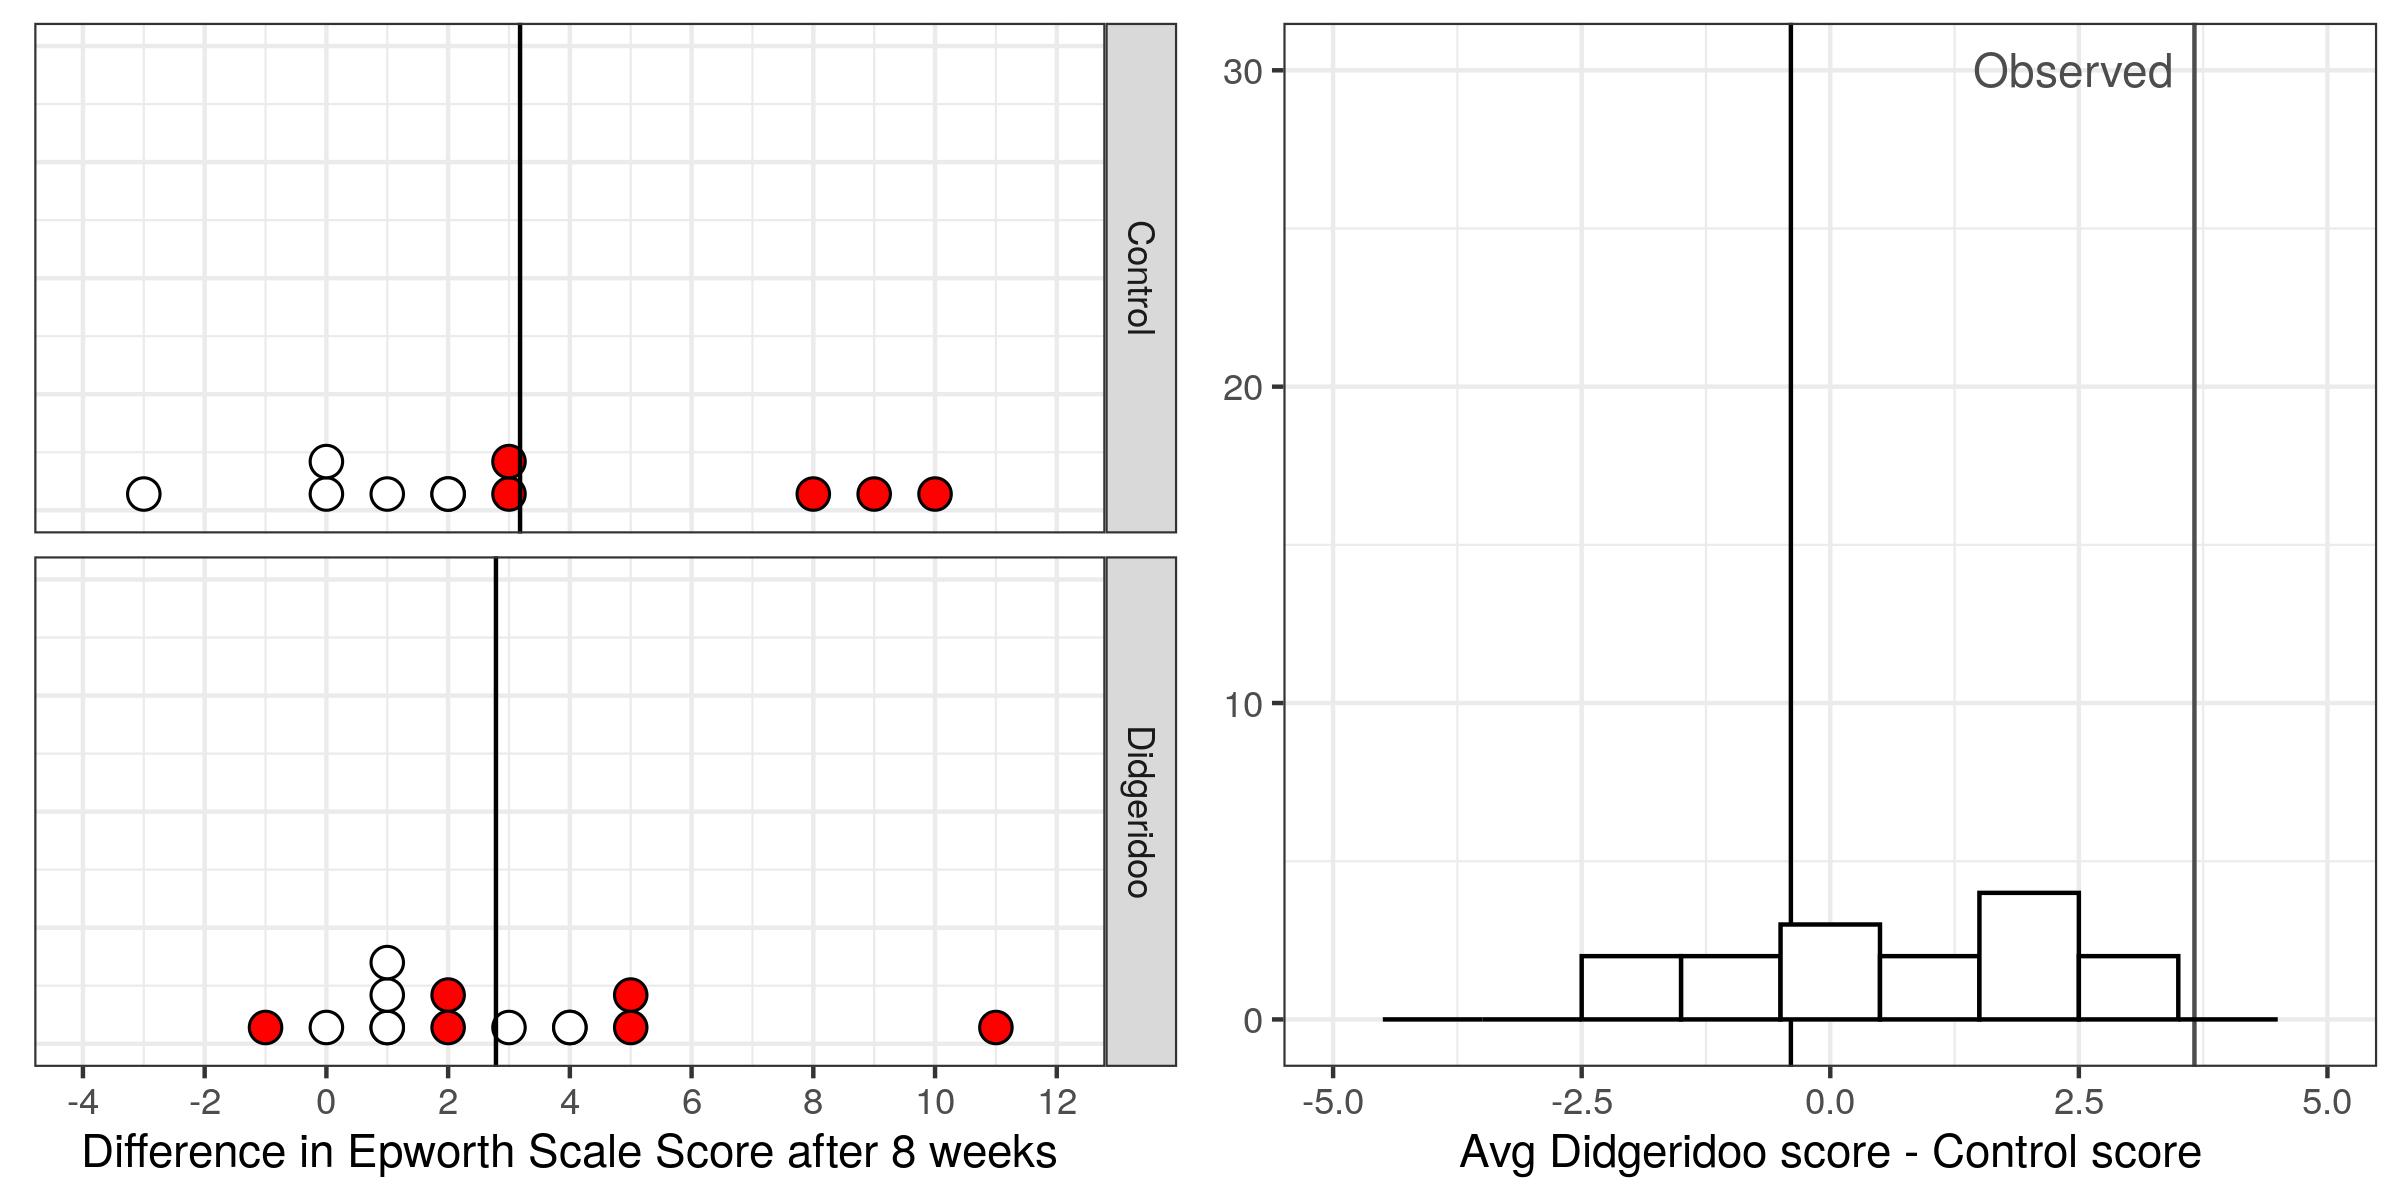 Control
Didgeridoo
-4 -2 0 2 4 6 8 10 12
Difference in Epworth Scale Score after 8 weeks
Observed
30
20
10
0
-5.0 -2.5 0.0 2.5 5.0
Avg Didgeridoo score - Control score